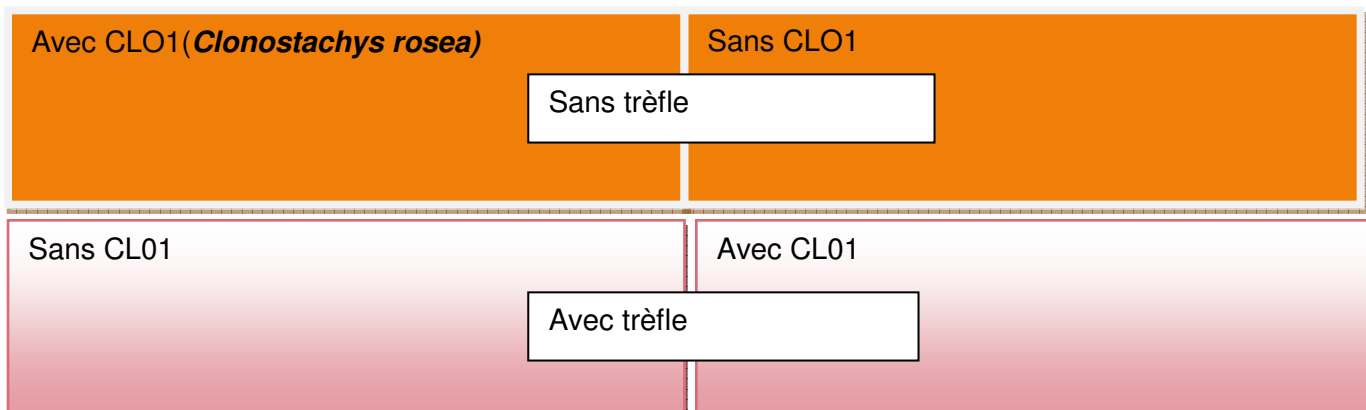 Avec CLO1(Clonostachys rosea)
Sans CLO1
Sans trèfle
Sans CL01
Avec CL01
Avec trèfle